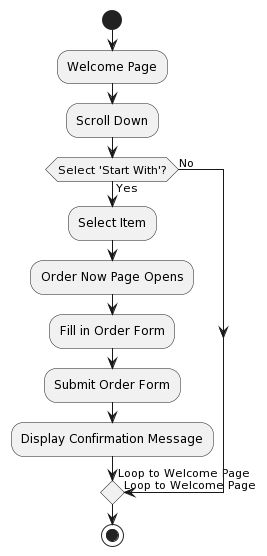 Welcome Page
Scroll Down
Select 'Start With'?
No
Yes
Select Item
Order Now Page Opens
Fill in Order Form
Submit Order Form
Display Confirmation Message
Loop to Welcome Page
Loop to Welcome Page